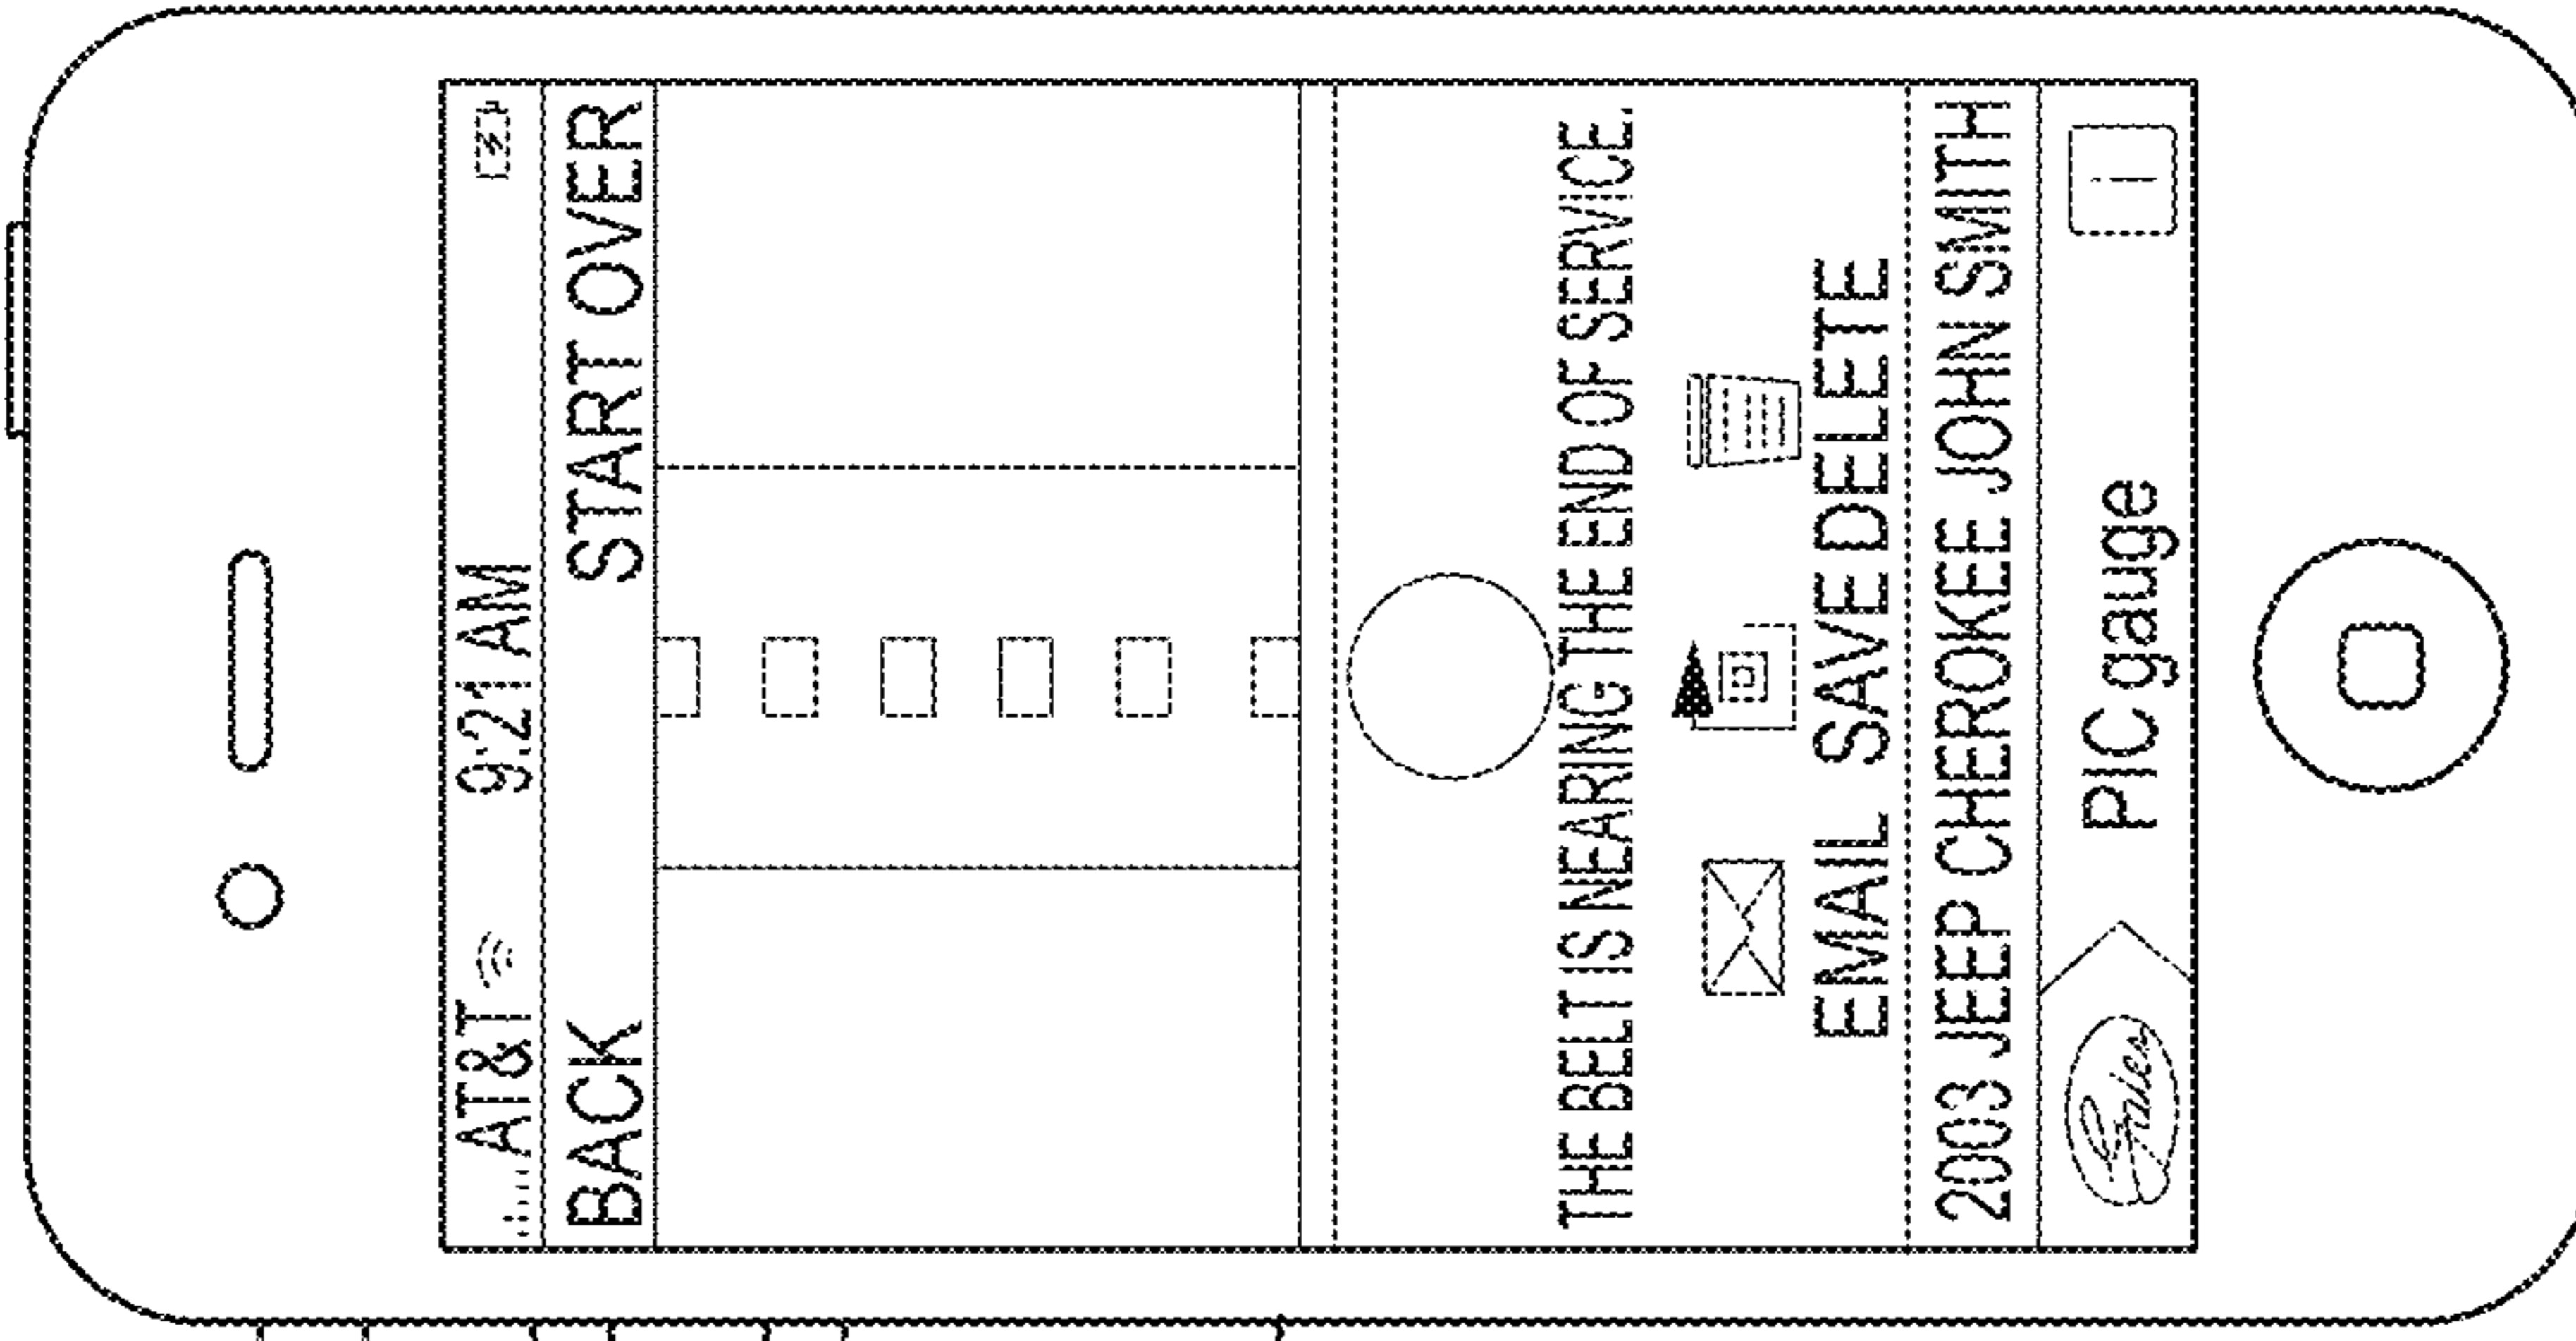 AT&T 9:21 AM
BACK START OVER
THE BELT IS NEARING THE END OF SERVICE.
EMAIL SAVE DELETE
2003 JEEP CHEROKEE JOHN SMITH
PIC gauge